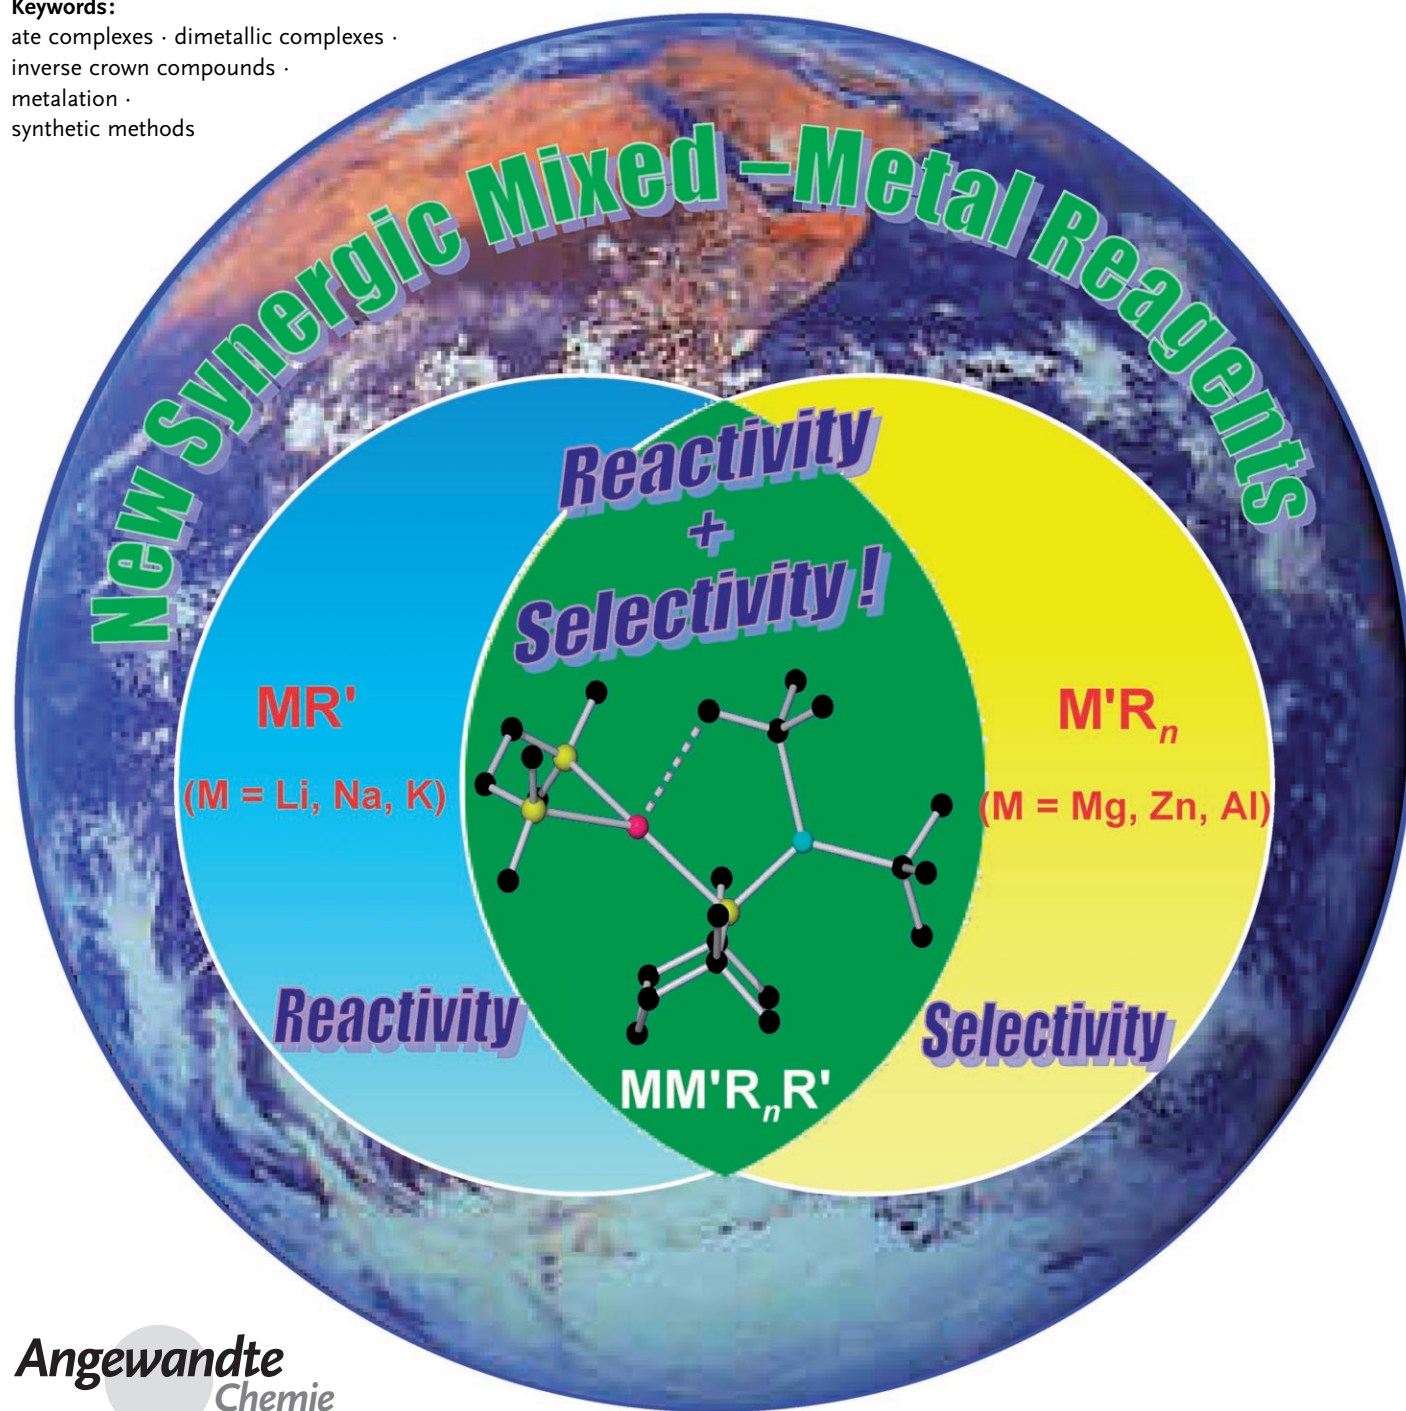 Keywords:
ate complexes · dimetallic complexes ·
inverse crown compounds ·
metalation ·
synthetic methods
New Synergic Mixed –Metal Reagents
Reactivity
+
Selectivity !
MR'
(M = Li, Na, K)
M'Rn
(M = Mg, Zn, Al)
Reactivity
Selectivity
MM'RnR'
Angewandte
Chemie